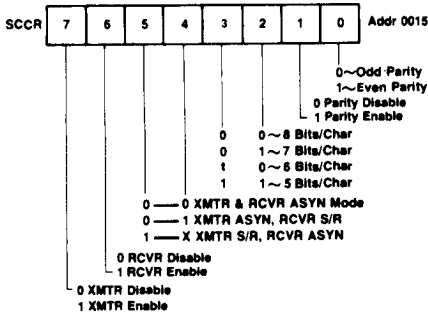 SCCR 7 6 5 4 3 2 1 0 Addr 0015
0~Odd Parity
1~Even Parity
0 Parity Disable
1 Parity Enable
0 0~8 Bits/Char
0 1~7 Bits/Char
t 0~6 Bits/Char
1 1~5 Bits/Char
0 — 0 XMTR & RCVR ASYN Mode
0 — 1 XMTR ASYN, RCVR S/R
1 — X XMTR S/R, RCVR ASYN
0 RCVR Disable
1 RCVR Enable
0 XMTR Disable
1 XMTR Enable